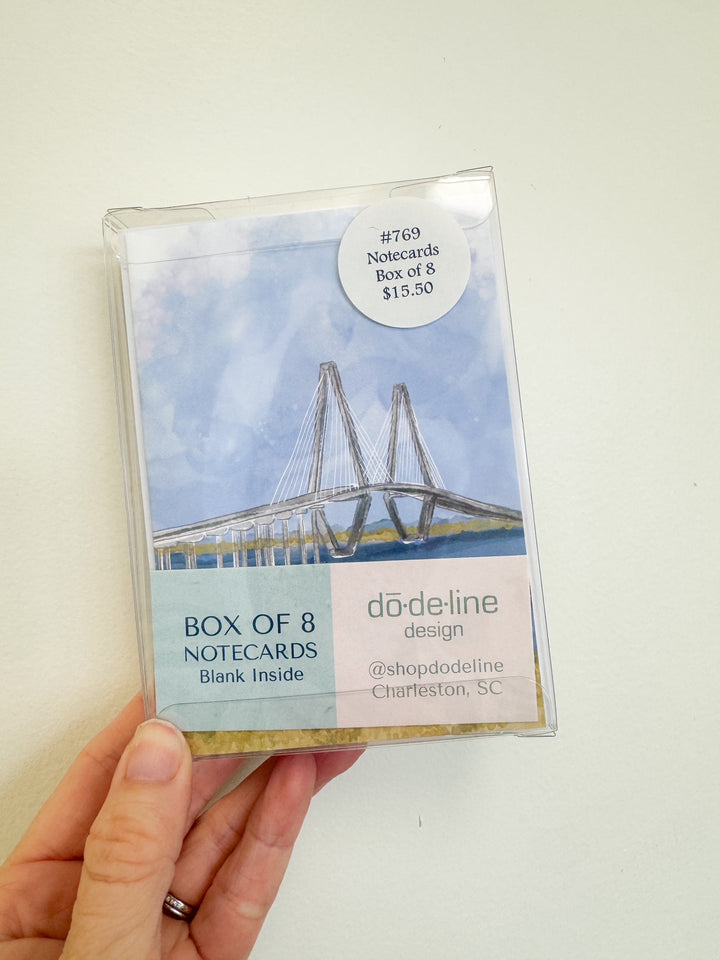 #769
Notecards
Box of 8
$15.50
BOX OF 8
NOTECARDS
Blank Inside
dō·de·line
design
@shopdodeline
Charleston, SC